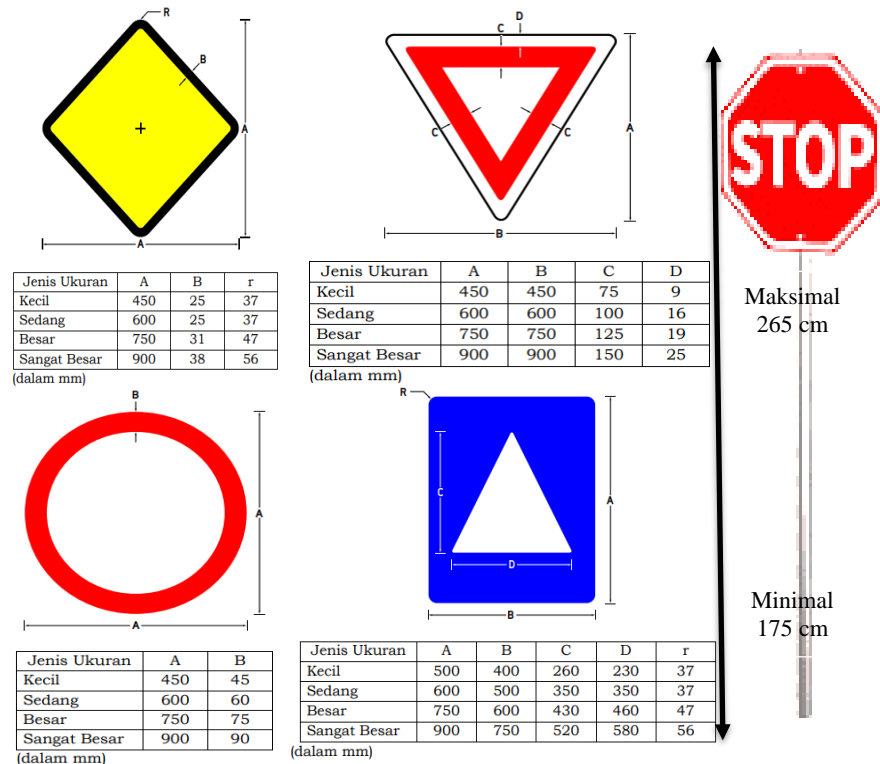 R
B
A
A
D
C
C
C
A
B
STOP
Maksimal
265 cm
Minimal
175 cm
Jenis Ukuran A B r
Kecil 450 25 37
Sedang 600 25 37
Besar 750 31 47
Sangat Besar 900 38 56
(dalam mm)
Jenis Ukuran A B C D
Kecil 450 450 75 9
Sedang 600 600 100 16
Besar 750 750 125 19
Sangat Besar 900 900 150 25
(dalam mm)
B
A
A
R
C
D
A
B
Jenis Ukuran A B
Kecil 450 45
Sedang 600 60
Besar 750 75
Sangat Besar 900 90
(dalam mm)
Jenis Ukuran A B C D r
Kecil 500 400 260 230 37
Sedang 600 500 350 350 37
Besar 750 600 430 460 47
Sangat Besar 900 750 520 580 56
(dalam mm)